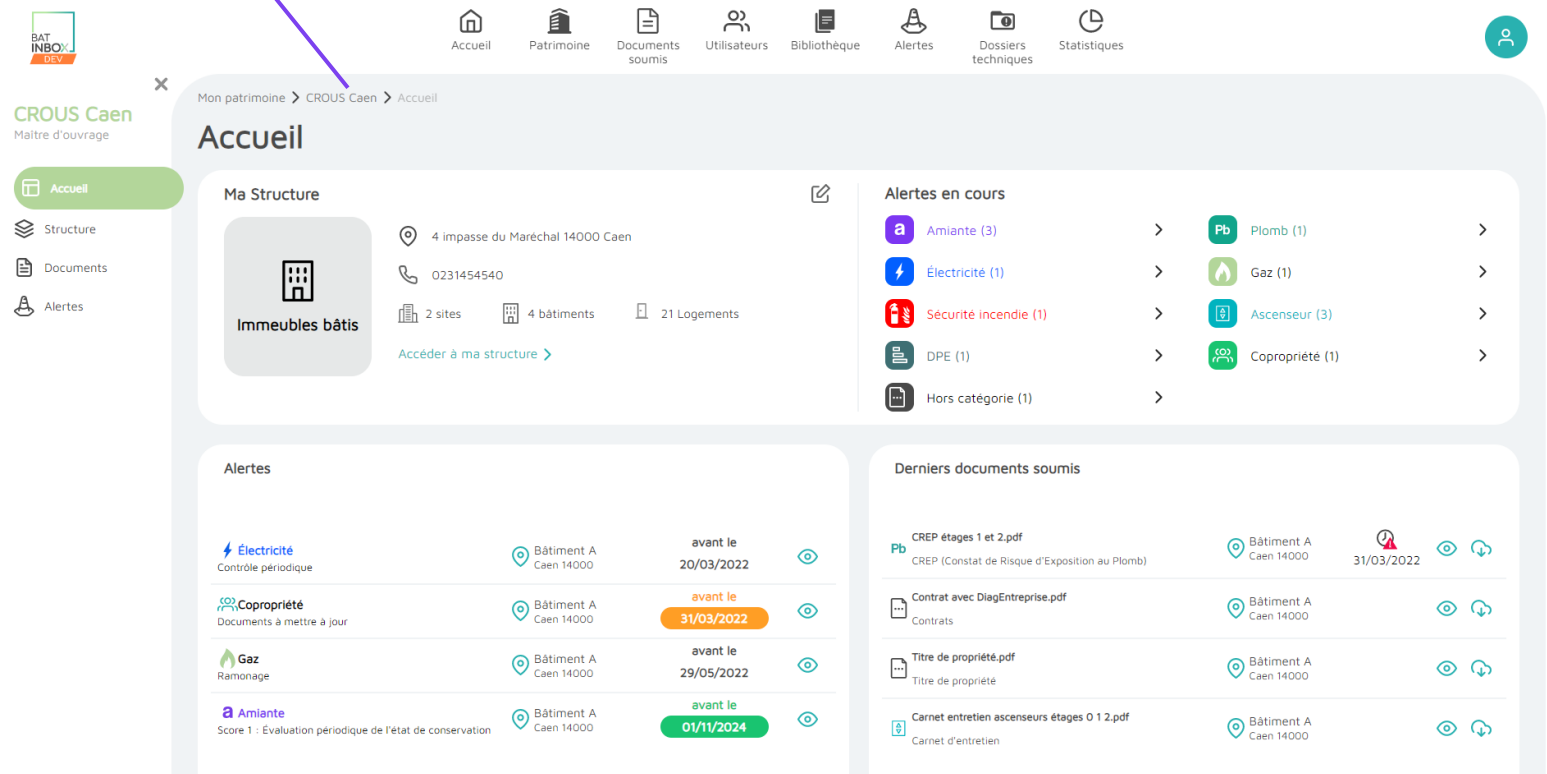 BAT
INBOX
DEV
Accueil
Patrimoine
Documents
soumis
Utilisateurs
Bibliothèque
Alertes
Dossiers
techniques
Statistiques
CROUS Caen
Maître d'ouvrage
Accueil
Structure
Documents
Alertes
Mon patrimoine > CROUS Caen > Accueil
Accueil
Ma Structure
Immeubles bâtis
4 impasse du Maréchal 14000 Caen
0231454540
2 sites
4 bâtiments
21 Logements
Accéder à ma structure >
Alertes en cours
a Amiante (3)
Pb Plomb (1)
Électricité (1)
Gaz (1)
Sécurité incendie (1)
Ascenseur (3)
DPE (1)
Copropriété (1)
Hors catégorie (1)
Alertes
Électricité
Contrôle périodique
Bâtiment A
Caen 14000
avant le
20/03/2022
Copropriété
Documents à mettre à jour
Bâtiment A
Caen 14000
avant le
31/03/2022
Gaz
Ramonage
Bâtiment A
Caen 14000
avant le
29/05/2022
a Amiante
Score 1 : Évaluation périodique de l'état de conservation
Bâtiment A
Caen 14000
avant le
01/11/2024
Derniers documents soumis
Pb
CREP étages 1 et 2.pdf
CREP (Constat de Risque d'Exposition au Plomb)
Bâtiment A
Caen 14000
31/03/2022
Contrat avec DiagEntreprise.pdf
Contrats
Bâtiment A
Caen 14000
Titre de propriété.pdf
Titre de propriété
Bâtiment A
Caen 14000
Carnet entretien ascenseurs étages 0 1 2.pdf
Carnet d'entretien
Bâtiment A
Caen 14000